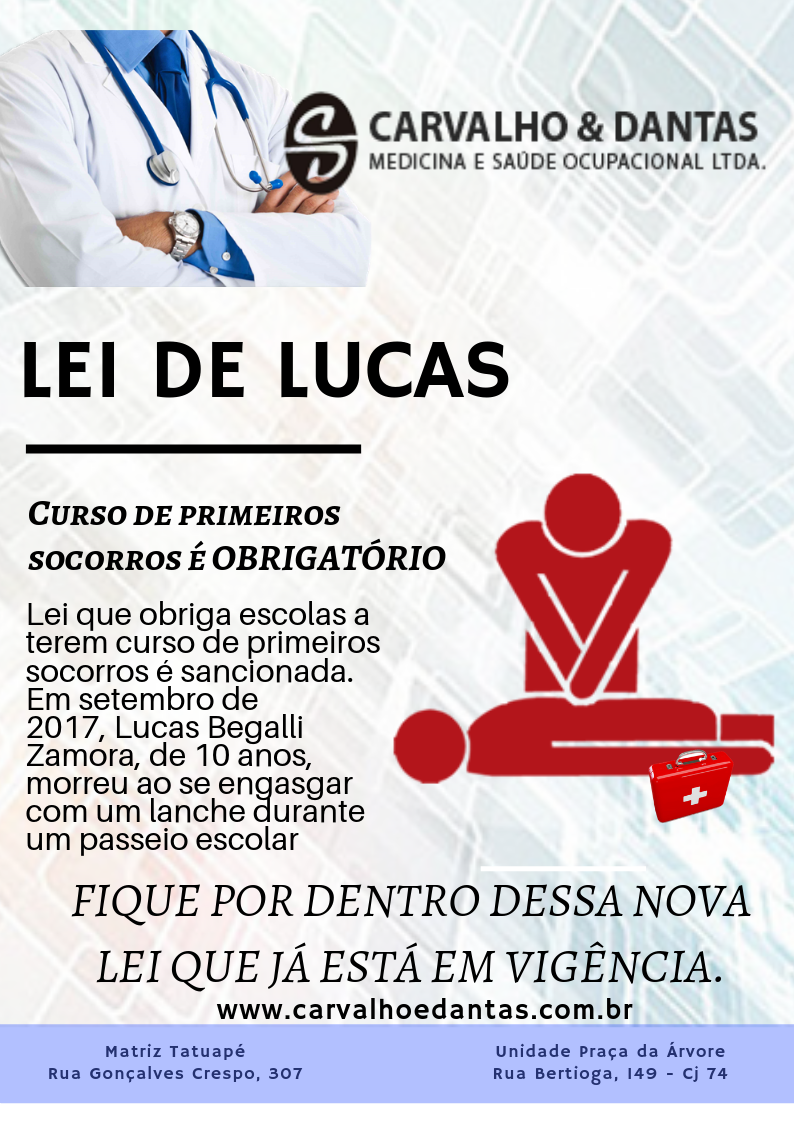 CARVALHO & DANTAS
MEDICINA E SAÚDE OCUPACIONAL LTDA.
LEI DE LUCAS
CURSO DE PRIMEIROS
SOCORROS É OBRIGATÓRIO
Lei que obriga escolas a
terem curso de primeiros
socorros é sancionada.
Em setembro de
2017, Lucas Begalli
Zamora, de 10 anos,
morreu ao se engasgar
com um lanche durante
um passeio escolar
FIQUE POR DENTRO DESSA NOVA
LEI QUE JÁ ESTÁ EM VIGÊNCIA.
www.carvalhoedantas.com.br
Matriz Tatuapé
Rua Gonçalves Crespo, 307
Unidade Praça da Árvore
Rua Bertioga, 149 - Cj 74